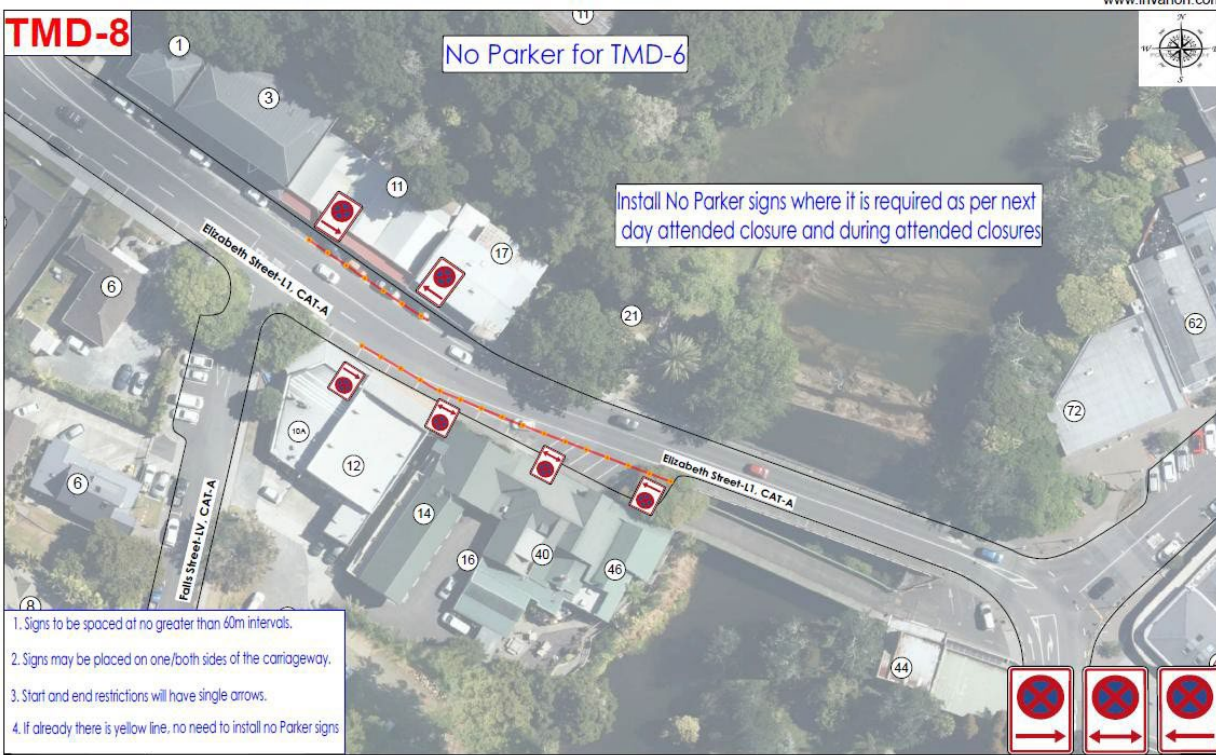 www.invarion.com
TMD-8
No Parker for TMD-6
N
W
S
11
1
3
11
Install No Parker signs where it is required as per next
day attended closure and during attended closures
17
Elizabeth Street-L1, CAT-A
6
21
62
72
10A
12
Elizabeth Street-L1, CAT-A
6
14
16
40
46
Falls Street-LV, CAT-A
8
44
1. Signs to be spaced at no greater than 60m intervals.
2. Signs may be placed on one/both sides of the carriageway.
3. Start and end restrictions will have single arrows.
4. If already there is yellow line, no need to install no Parker signs